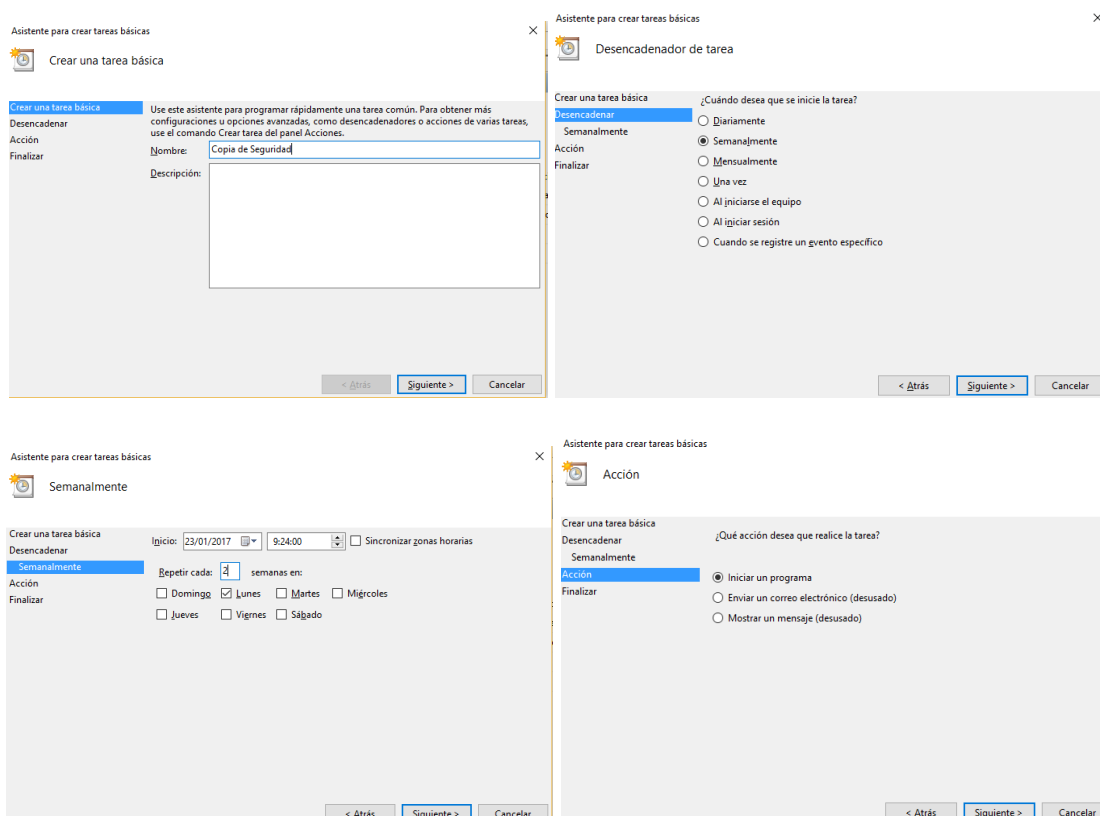 Asistente para crear tareas básicas
Crear una tarea básica
Crear una tarea básica
Desencadenar
Acción
Finalizar
Use este asistente para programar rápidamente una tarea común. Para obtener más
configuraciones u opciones avanzadas, como desencadenadores o acciones de varias tareas,
use el comando Crear tarea del panel Acciones.
Nombre: Copia de Seguridad
Descripción:
< Atrás Siguiente > Cancelar
Asistente para crear tareas básicas
Desencadenador de tarea
Crear una tarea básica
Desencadenar
Semanalmente
Acción
Finalizar
¿Cuándo desea que se inicie la tarea?
Diariamente
Semanalmente
Mensualmente
Una vez
Al iniciarse el equipo
Al iniciar sesión
Cuando se registre un evento específico
< Atrás Siguiente > Cancelar
Asistente para crear tareas básicas
Semanalmente
Crear una tarea básica
Desencadenar
Semanalmente
Acción
Finalizar
Inicio: 23/01/2017 9:24:00 Sincronizar zonas horarias
Repetir cada: 2 semanas en:
Domingo Lunes Martes Miércoles
Jueves Viernes Sábado
< Atrás Siguiente > Cancelar
Asistente para crear tareas básicas
Acción
Crear una tarea básica
Desencadenar
Semanalmente
Acción
Finalizar
¿Qué acción desea que realice la tarea?
Iniciar un programa
Enviar un correo electrónico (desusado)
Mostrar un mensaje (desusado)
< Atrás Siguiente > Cancelar